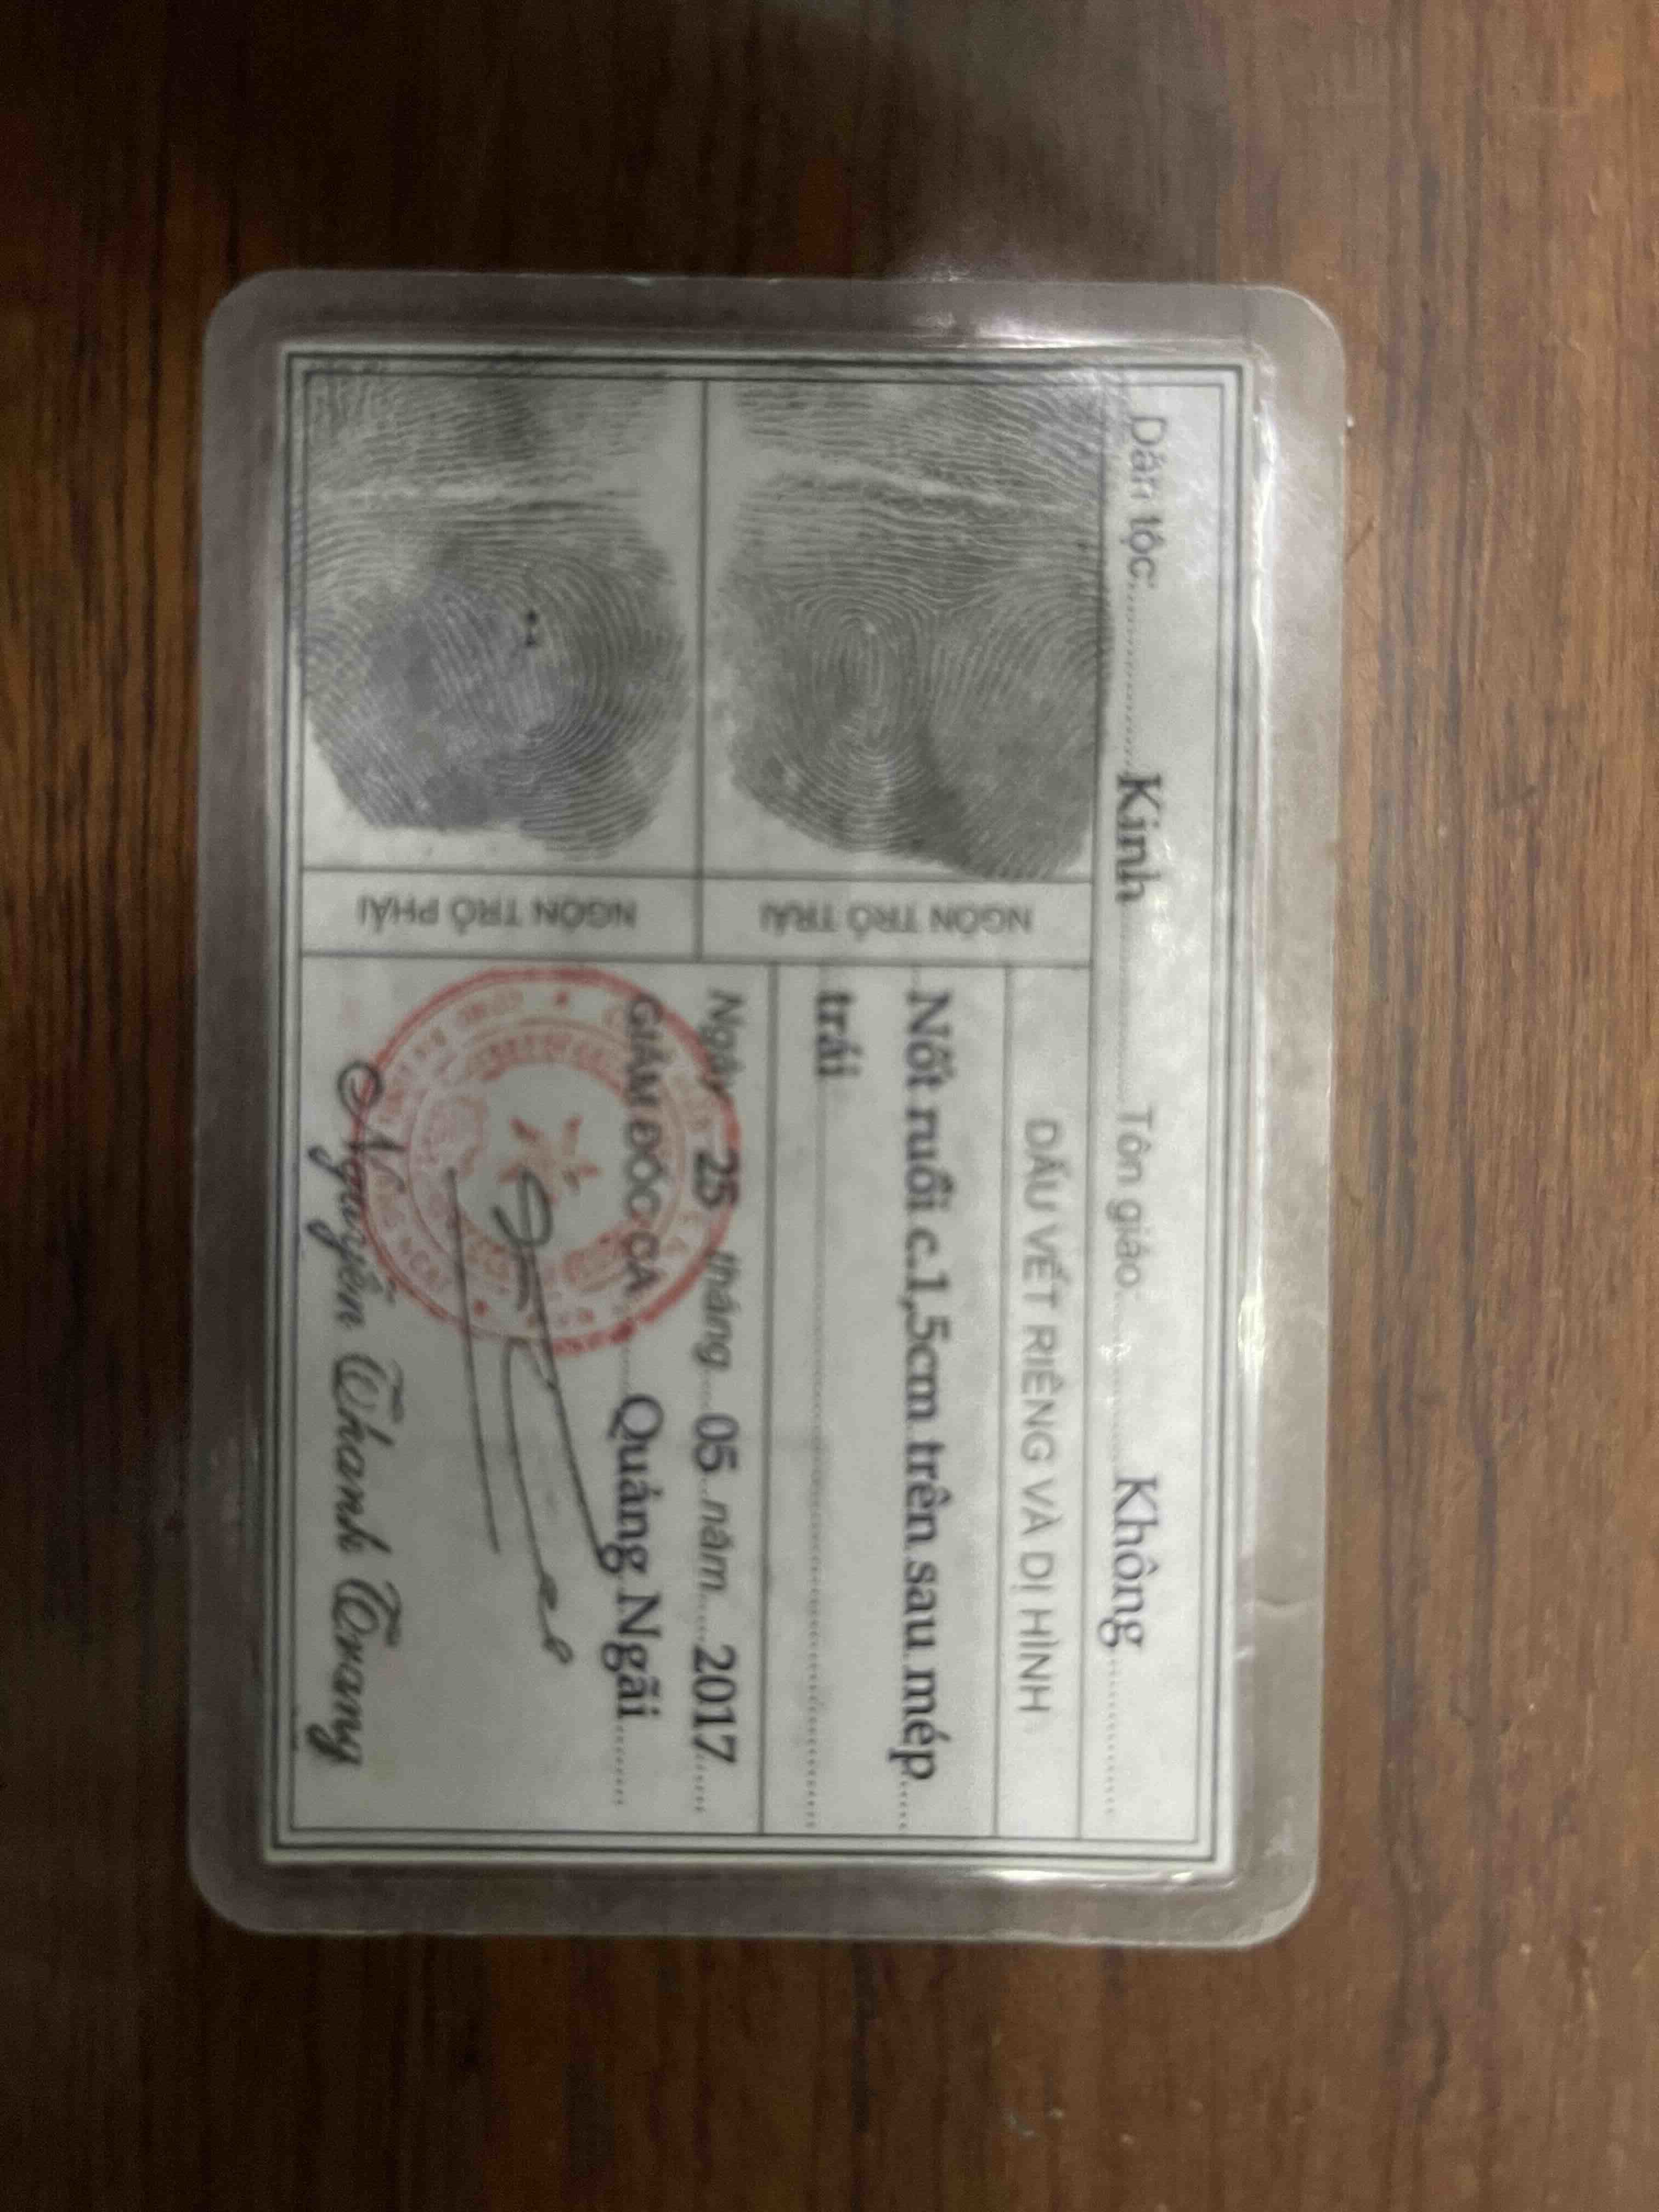 Dân tộc: Kinh Tôn giáo: Không
NGÓN TRỎ TRÁI
NGÓN TRỎ PHẢI
DẤU VẾT RIÊNG VÀ DỊ HÌNH
Nốt ruồi c.1,5cm trên sau mép
trái
Ngày 25 tháng 05 năm 2017
GIÁM ĐỐC CA Quảng Ngãi
Nguyễn Thanh Trang